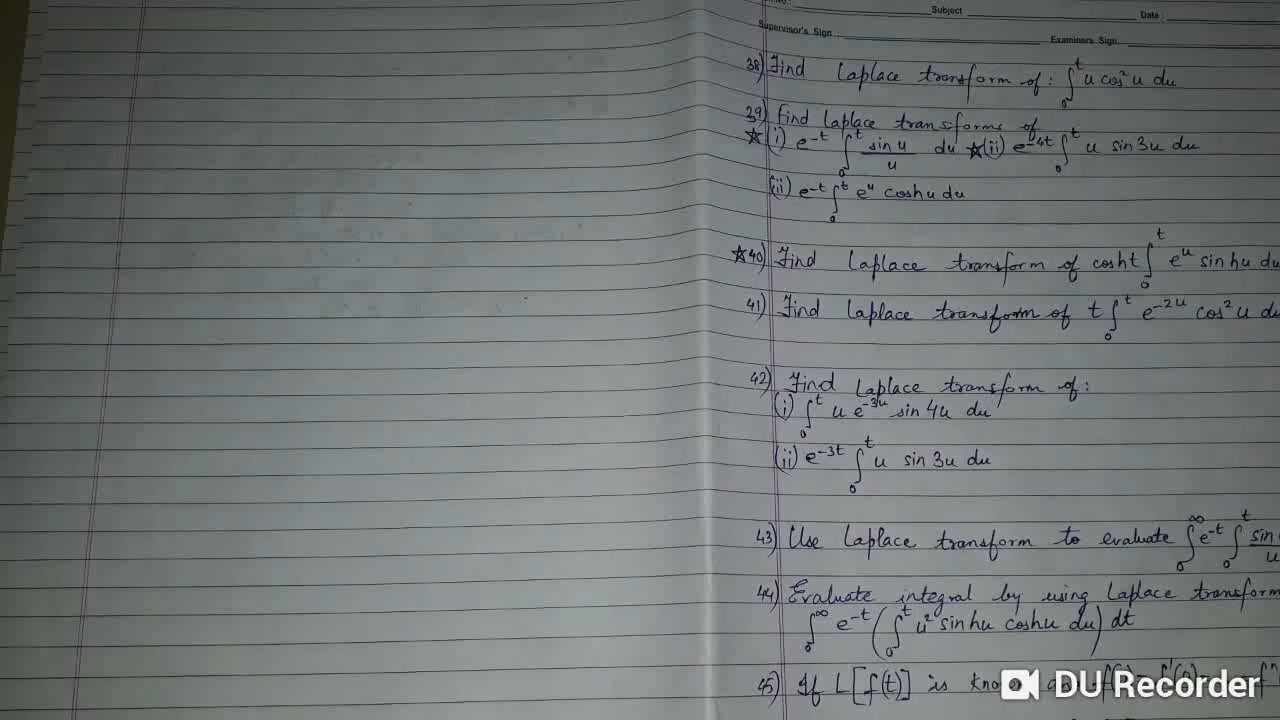 Subject
Date :
Supervisor's Sign
Examiners Sign
38) Find Laplace transform of : ∫₀ᵗ u cos²u du
39) Find Laplace transforms of
☆(i) e^-t ∫₀ᵗ sin u/u du ☆(ii) e^-4t ∫₀ᵗ u sin 3u du
(ii) e^-t ∫₀ᵗ e^u coshu du
☆40) Find Laplace transform of cosht ∫₀ᵗ e^u sinhu du
41) Find Laplace transform of t ∫₀ᵗ e^-2u cos²u du
42) Find Laplace transform of :
(i) ∫₀ᵗ u e^-3u sin 4u du
(ii) e^-3t ∫₀ᵗ u sin 3u du
43) Use Laplace transform to evaluate ∫₀^∞ e^-t ∫₀ᵗ sin u
44) Evaluate integral by using Laplace transform
∫₀^∞ e^-t (∫₀ᵗ u² sinhu coshu du) dt
45) If L[f(t)] is
DU Recorder